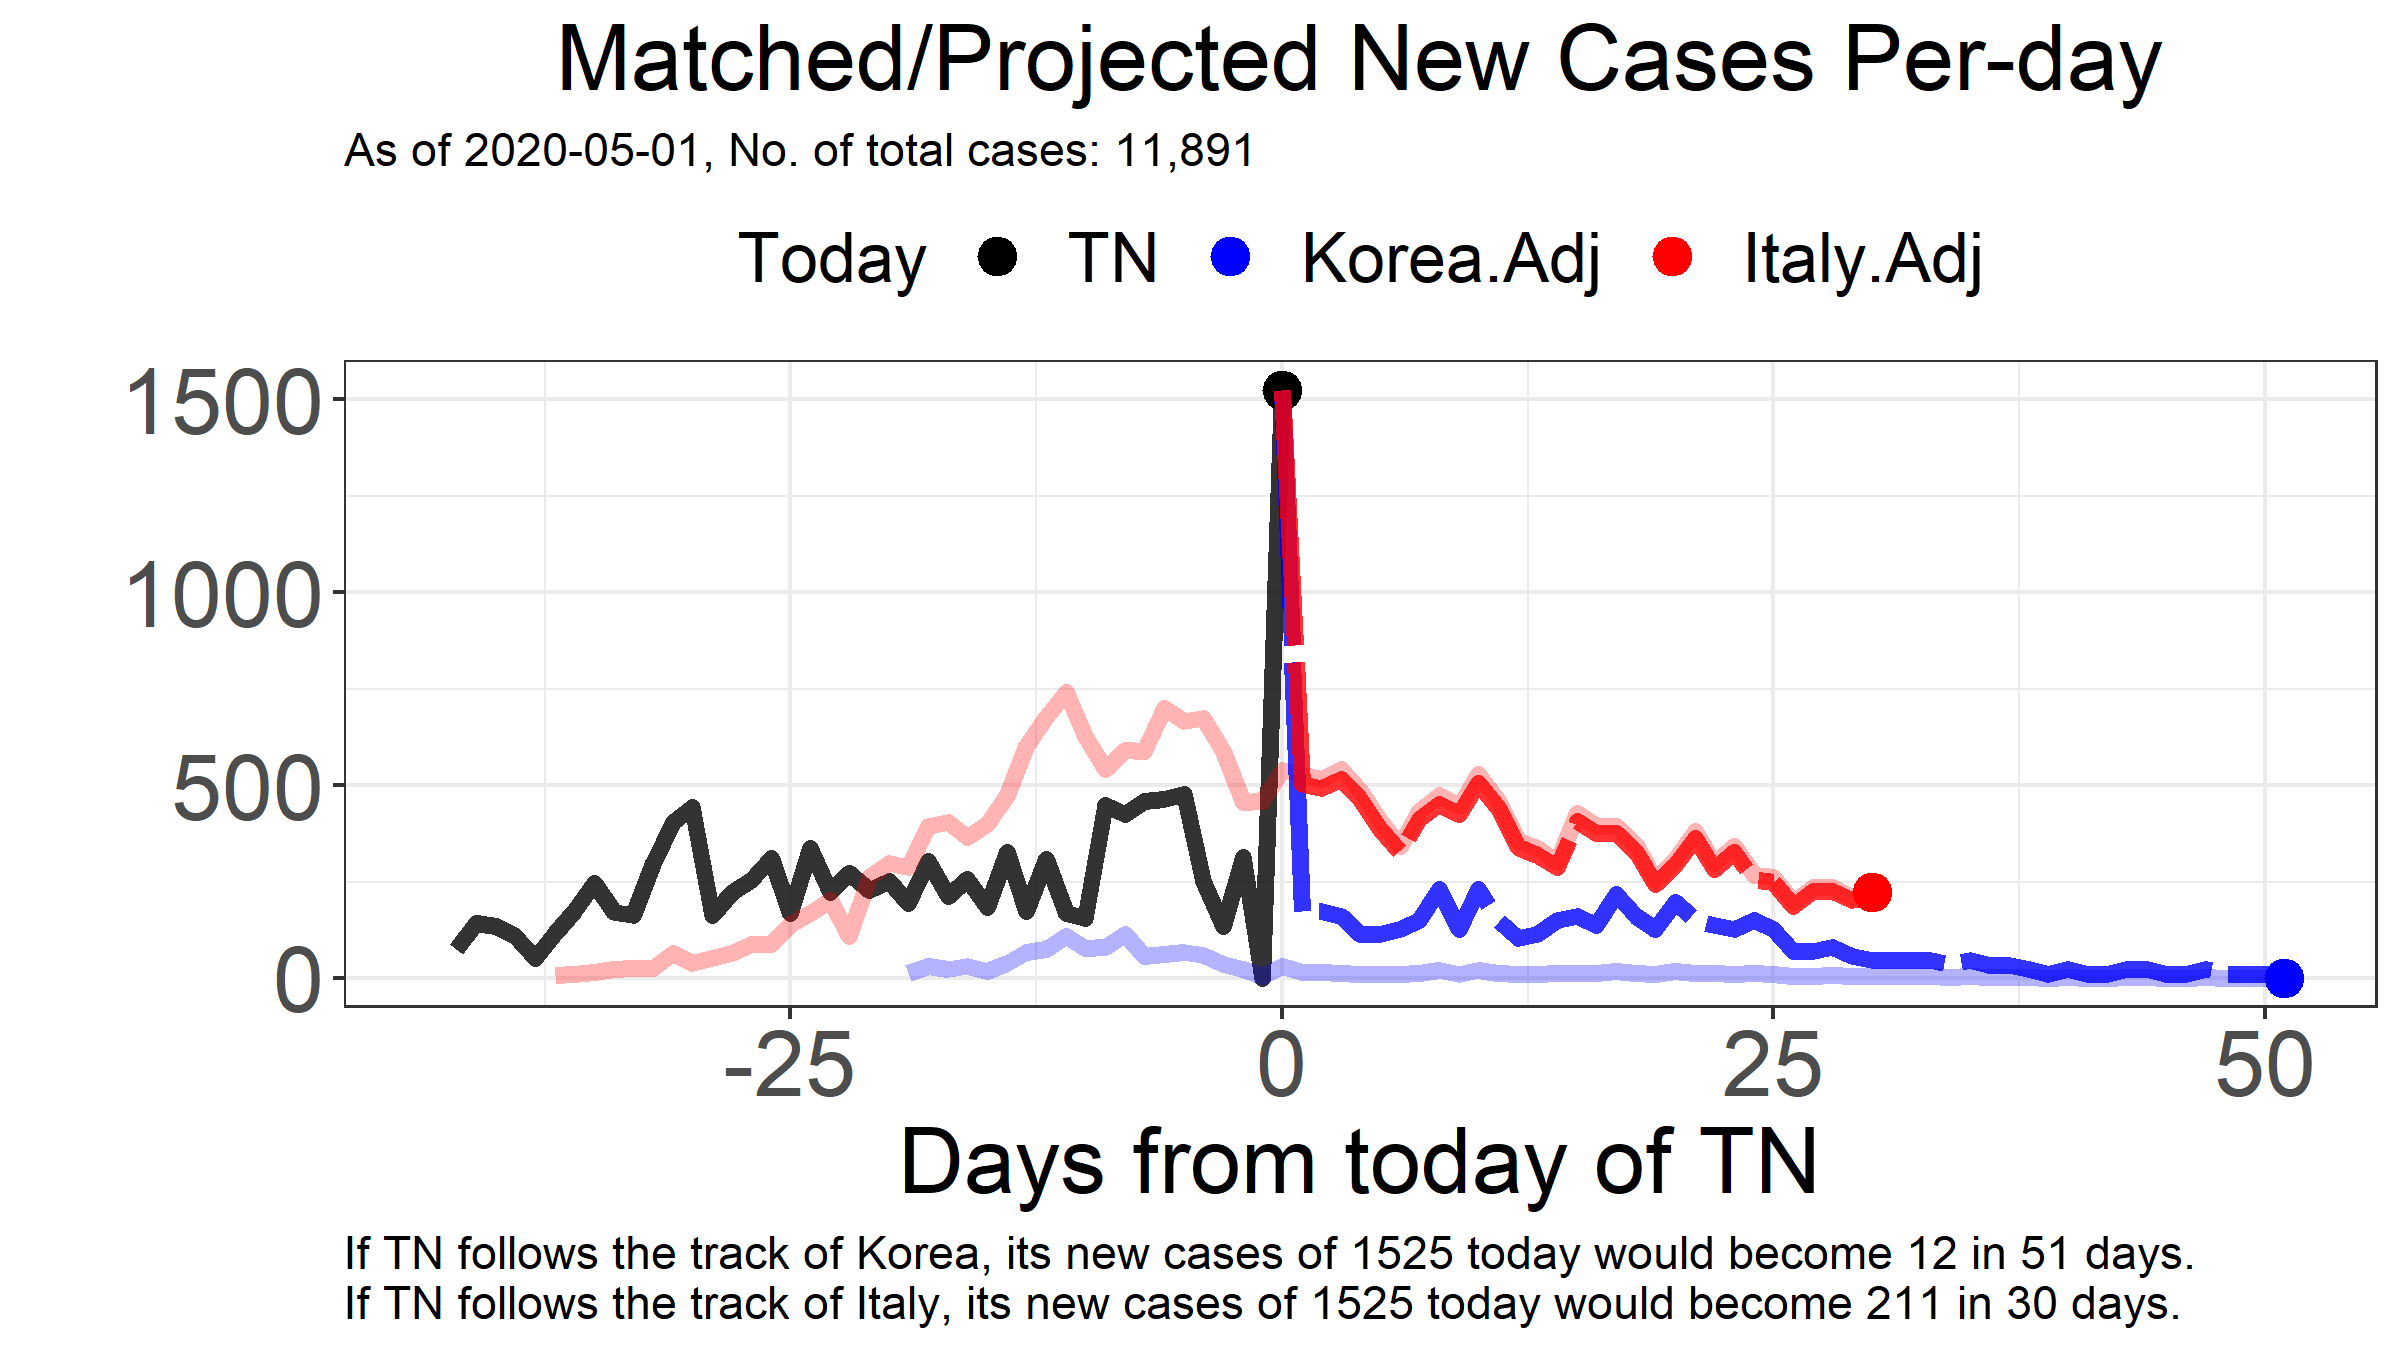 Matched/Projected New Cases Per-day
As of 2020-05-01, No. of total cases: 11,891
Today TN Korea.Adj Italy.Adj
1500
1000
500
0
-25 0 25 50
Days from today of TN
If TN follows the track of Korea, its new cases of 1525 today would become 12 in 51 days.
If TN follows the track of Italy, its new cases of 1525 today would become 211 in 30 days.